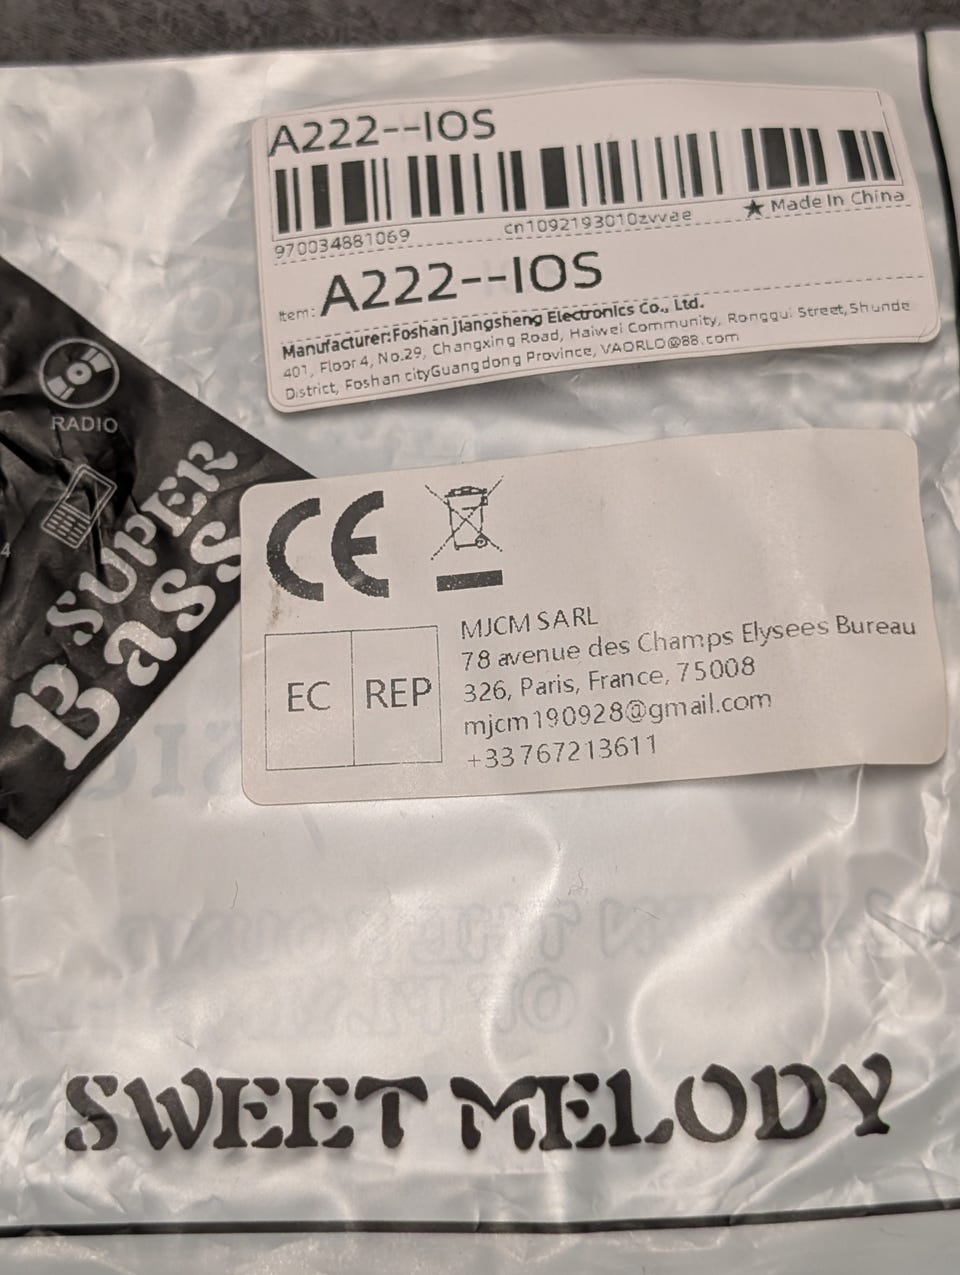 A222--IOS
970034881069
cn1092193010zvvae
★ Made In China
Item: A222--IOS
Manufacturer:Foshan Jiangsheng Electronics Co., Ltd.
401, Floor 4, No.29, Changxing Road, Haiwei Community, Ronggui Street,Shunde
District, Foshan cityGuangdong Province, VAORLO@88.com
RADIO
SUPER
Bass
4
CE
EC REP
MJCM SARL
78 avenue des Champs Elysees Bureau
326, Paris, France, 75008
mjcm190928@gmail.com
+33767213611
SWEET MELODY